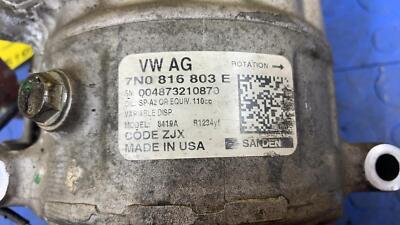 VW AG
ROTATION →
7N0 816 803 E
SN 004873210870
OIL: SP-A2 OR EQUIV. 110cc
VARIABLE DISP.
MODEL: 8419A R1234yf
CODE ZJX
MADE IN USA
SANDEN